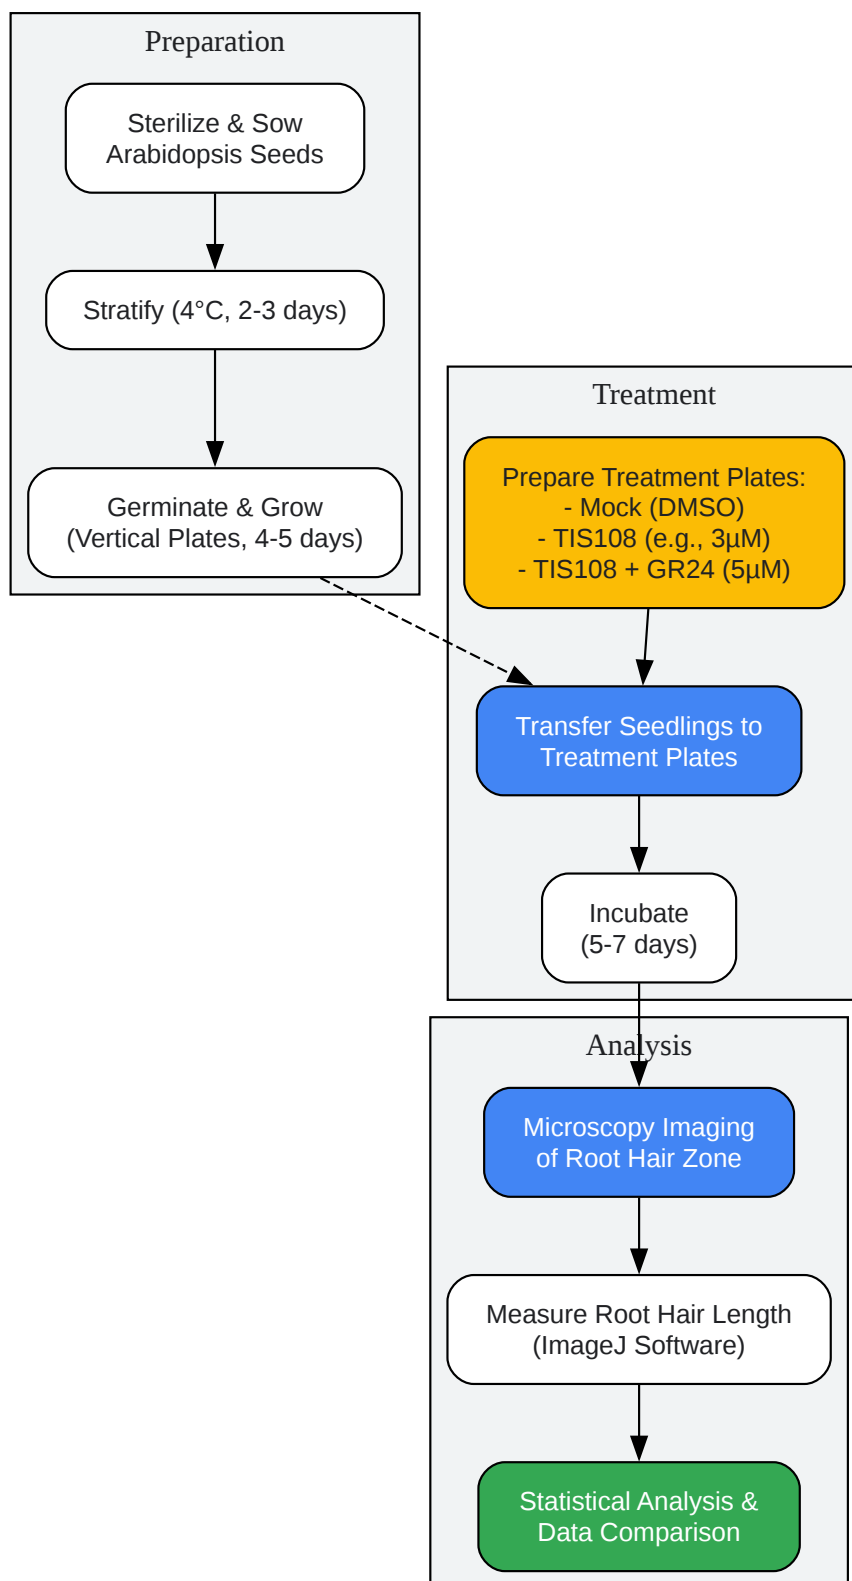 Preparation
Sterilize & Sow
Arabidopsis Seeds
Stratify (4°C, 2-3 days)
Germinate & Grow
(Vertical Plates, 4-5 days)
Treatment
Prepare Treatment Plates:
- Mock (DMSO)
- TIS108 (e.g., 3µM)
- TIS108 + GR24 (5µM)
Transfer Seedlings to
Treatment Plates
Incubate
(5-7 days)
Analysis
Microscopy Imaging
of Root Hair Zone
Measure Root Hair Length
(ImageJ Software)
Statistical Analysis &
Data Comparison